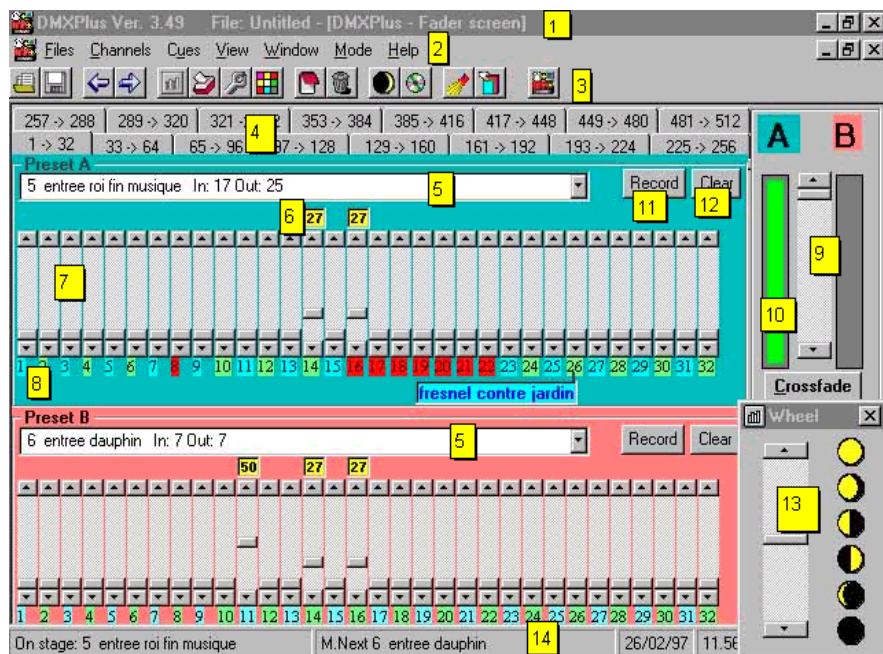 DMXPlus Ver. 3.49 File: Untitled - [DMXPlus - Fader screen] 1
Files Channels Cues View Window Mode Help 2
3
257 -> 288 289 -> 320 321 353 -> 384 385 -> 416 417 -> 448 449 -> 480 481 -> 512
4
1 -> 32 33 -> 64 65 -> 96 -> 128 129 -> 160 161 -> 192 193 -> 224 225 -> 256
A B
Preset A
5 entree roi fin musique In: 17 Out: 25 5 Record Clear
11 12
6 27 27
7
9
10
1 2 3 4 5 6 7 8 9 10 11 12 13 14 15 16 17 18 19 20 21 22 23 24 25 26 27 28 29 30 31 32
8
fresnel contre jardin
Crossfade
Preset B
6 entree dauphin In: 7 Out: 7 5 Record Clear
Wheel
50 27 27
13
1 2 3 4 5 6 7 8 9 10 11 12 13 14 15 16 17 18 19 20 21 22 23 24 25 26 27 28 29 30 31 32
On stage: 5 entree roi fin musique M.Next 6 entree dauphin 14 26/02/97 11.56